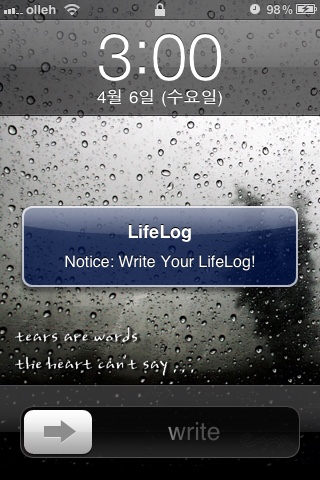 olleh 98%
3:00
4월 6일 (수요일)
LifeLog
Notice: Write Your LifeLog!
tears are words
the heart can't say . . .
write